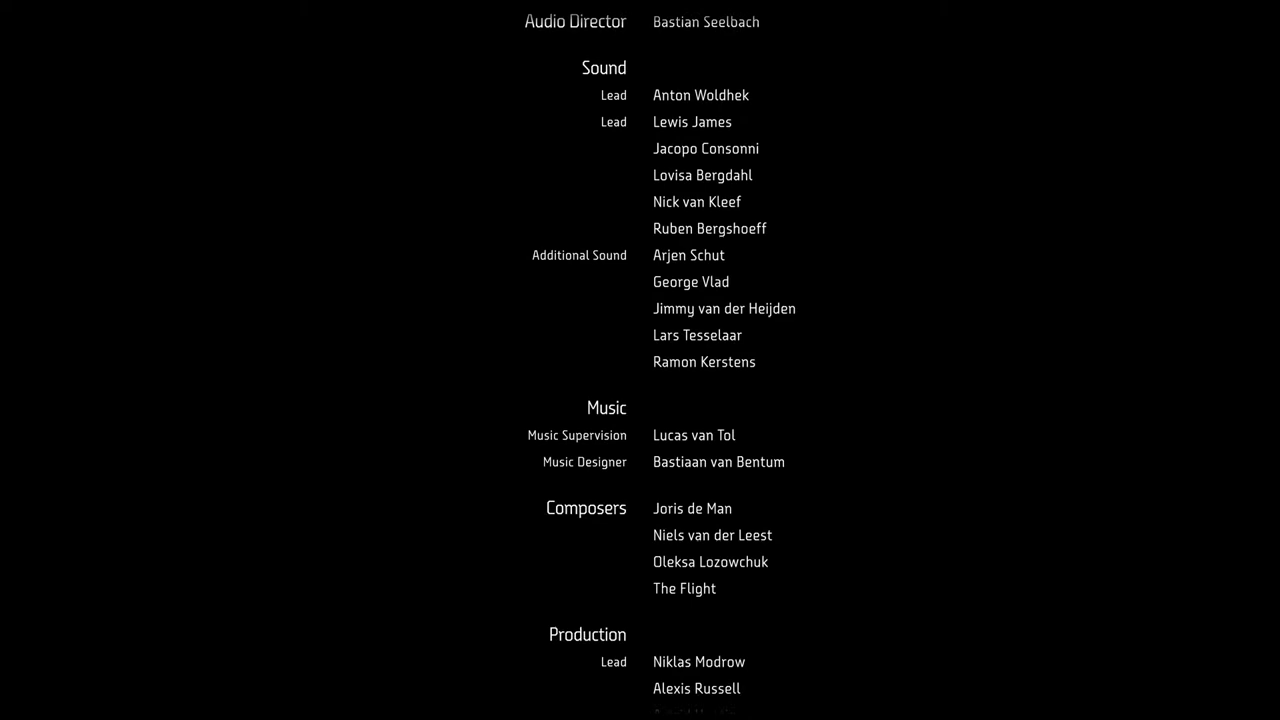 Audio Director Bastian Seelbach
Sound
Lead Anton Woldhek
Lead Lewis James
Jacopo Consonni
Lovisa Bergdahl
Nick van Kleef
Ruben Bergshoeff
Additional Sound Arjen Schut
George Vlad
Jimmy van der Heijden
Lars Tesselaar
Ramon Kerstens
Music
Music Supervision Lucas van Tol
Music Designer Bastiaan van Bentum
Composers Joris de Man
Niels van der Leest
Oleksa Lozowchuk
The Flight
Production
Lead Niklas Modrow
Alexis Russell